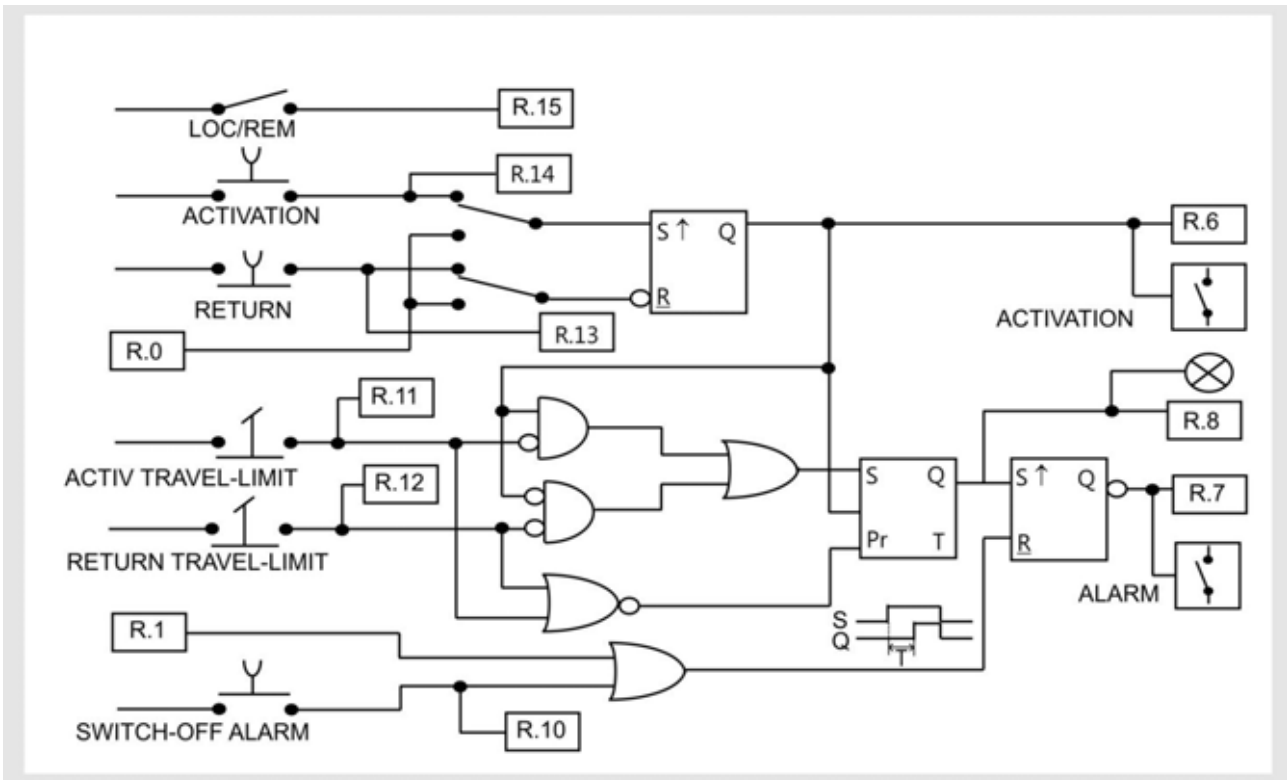 LOC/REM
R.15
ACTIVATION
R.14
RETURN
R.13
R.0
S ↑ Q
R
R.6
ACTIVATION
R.11
ACTIV TRAVEL-LIMIT
R.12
RETURN TRAVEL-LIMIT
S Q
Pr T
R.8
S ↑ Q
R
R.7
ALARM
S
Q
T
R.1
SWITCH-OFF ALARM
R.10